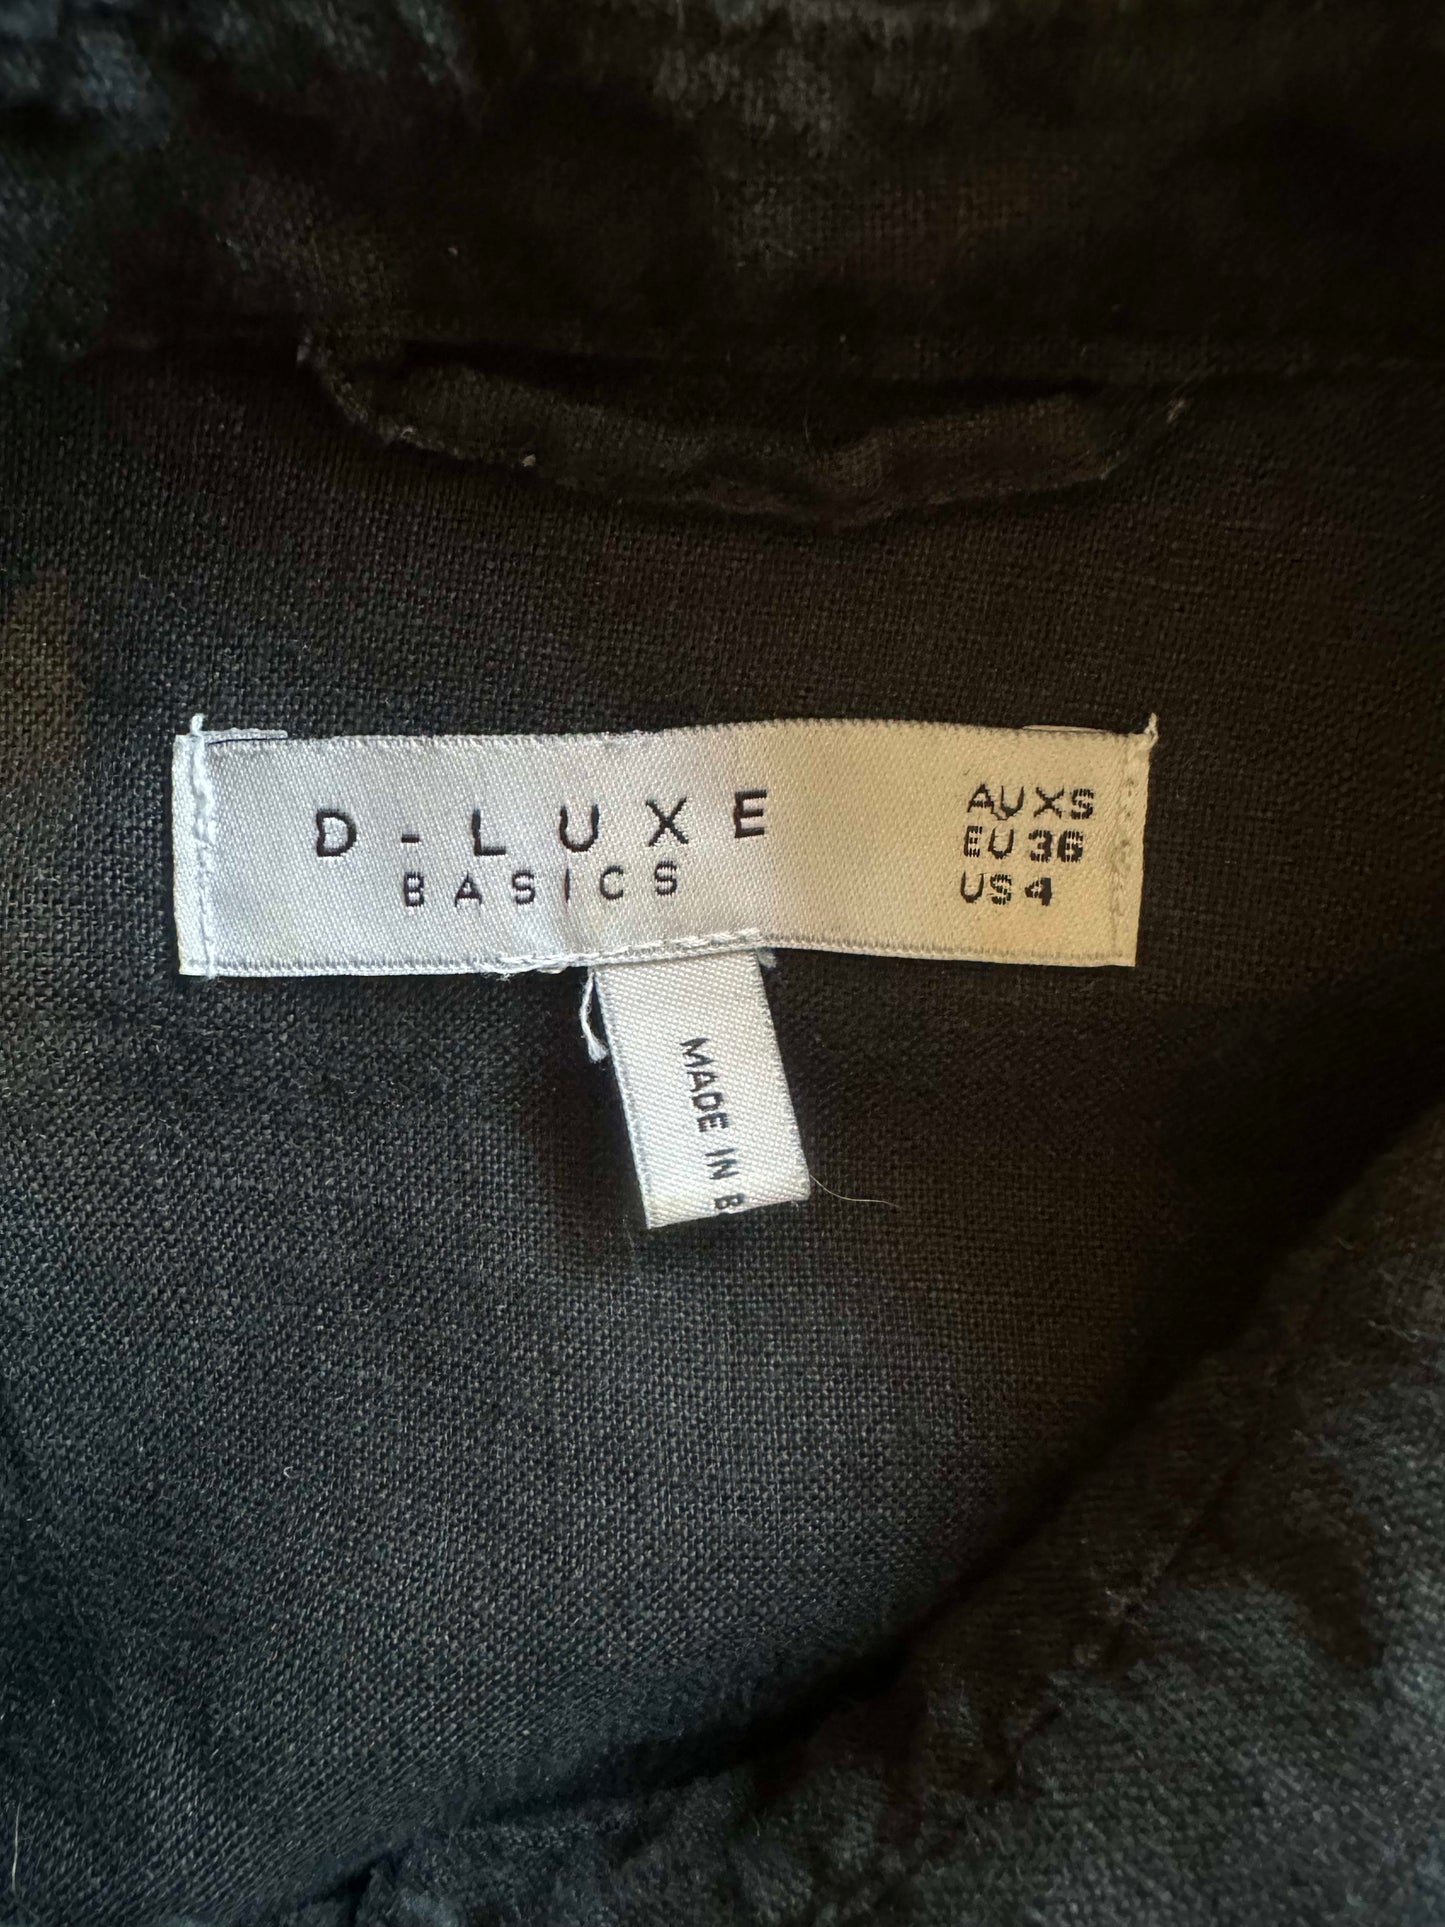 D-LUXE
BASICS
AU XS
EU 36
US 4
MADE IN B